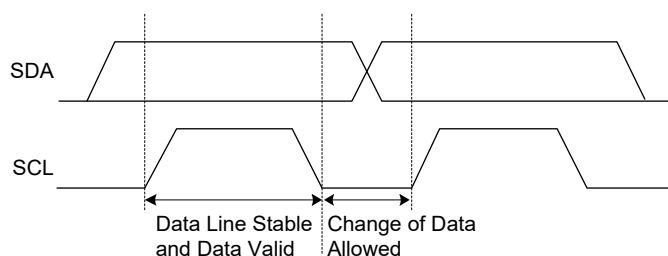 SDA
SCL
Data Line Stable
and Data Valid
Change of Data
Allowed